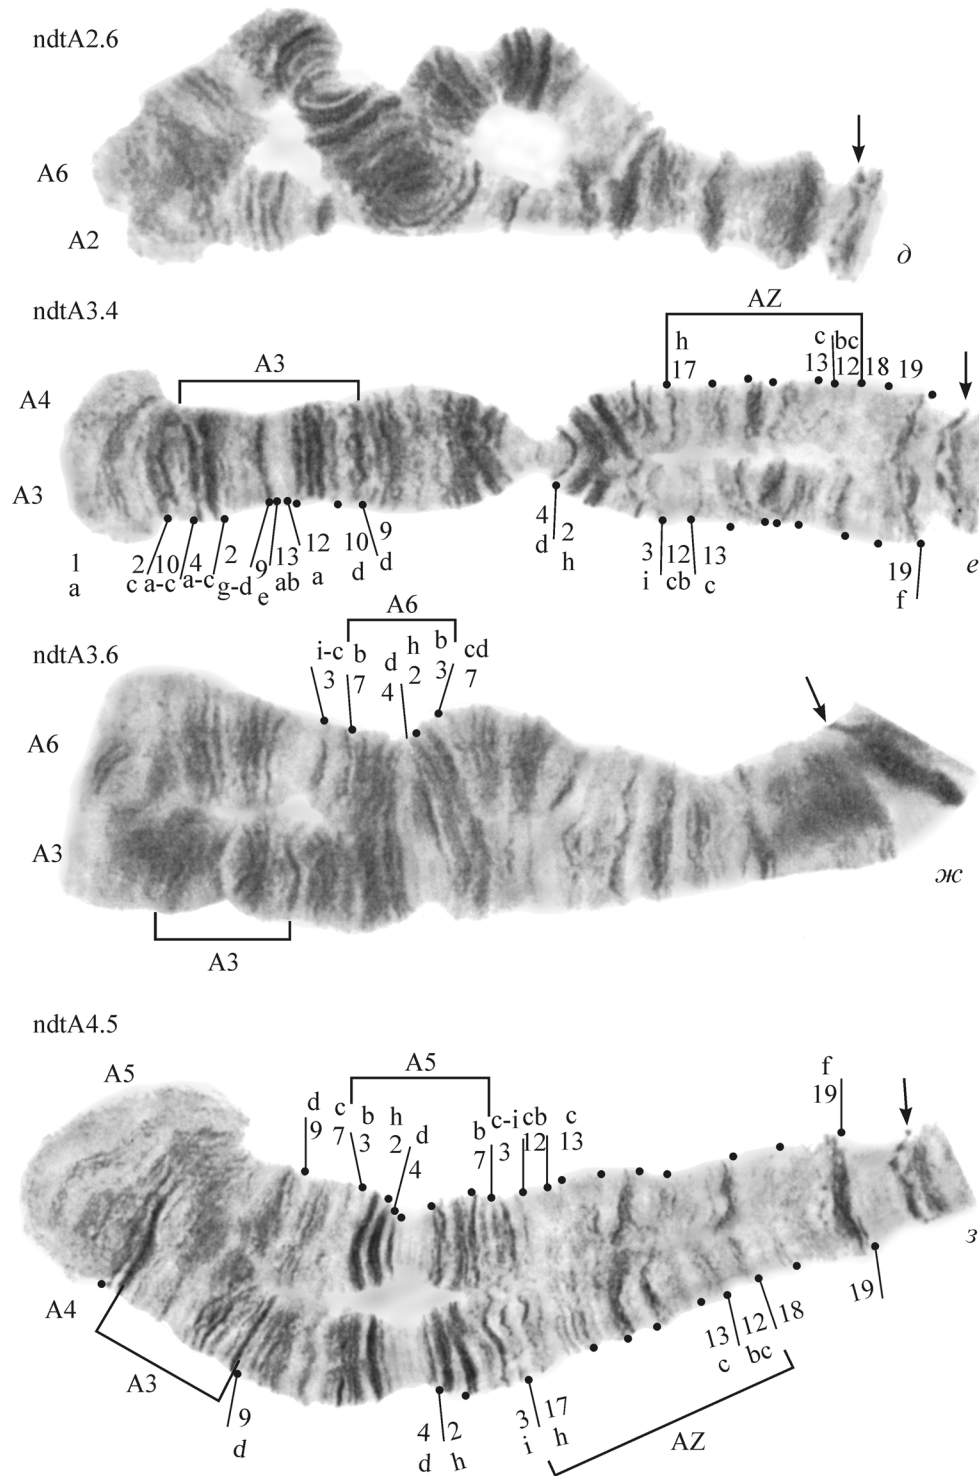 ndtA2.6
A6
A2
д
ndtA3.4
AZ
h c bc
17 13 12 18 19
A3
A4
A3
1 2 10 4 2 9 13 12 10 9
a c a-c a-c g-d e ab a d d
4 2
d h
3 12 13
i cb c
19
f
е
ndtA3.6
A6
i-c b d h b cd
3 7 4 2 3 7
A6
A3
ж
A3
ndtA4.5
A5
A5
d c b h d b c-i cb c
9 7 3 2 4 7 3 12 13
f
19
з
A4
A3
9
d
4 2
d h
3 17
i h
13 12 18
c bc
19
AZ